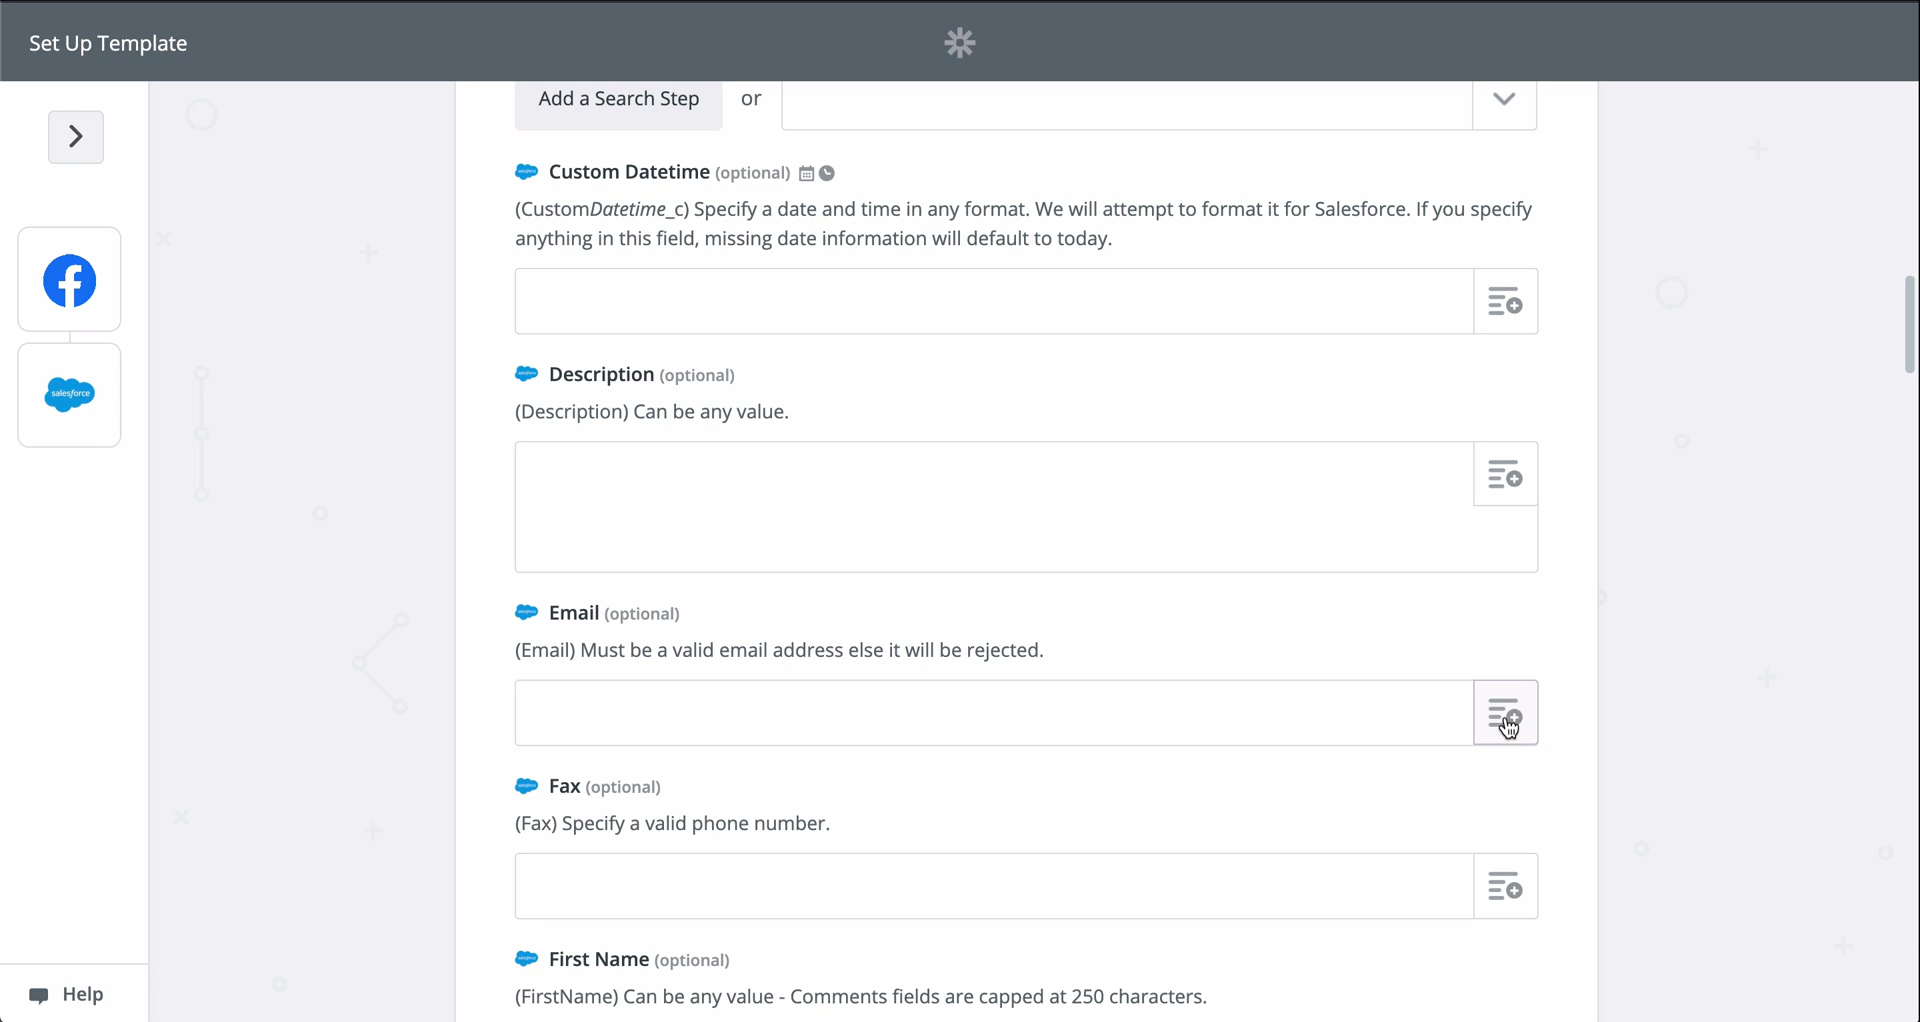 Set Up Template
Add a Search Step or
Custom Datetime (optional)
(CustomDatetime_c) Specify a date and time in any format. We will attempt to format it for Salesforce. If you specify
anything in this field, missing date information will default to today.
salesforce
Description (optional)
(Description) Can be any value.
Email (optional)
(Email) Must be a valid email address else it will be rejected.
Fax (optional)
(Fax) Specify a valid phone number.
First Name (optional)
(FirstName) Can be any value - Comments fields are capped at 250 characters.
Help